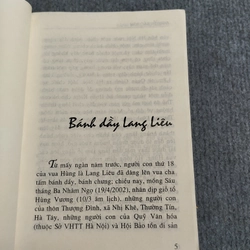 Bánh dầy Lang Liêu
Từ mấy ngàn năm trước, người con thứ 18
của vua Hùng là Lang Liêu đã dâng lên vua cha
tấm bánh dầy, bánh chưng; chiều nay, mồng Sáu
tháng Ba Nhâm Ngọ (19/4/2002), nhân dịp giỗ tổ
Hùng Vương (10/3 âm lịch), những người con
của thôn Thượng Đình, xã Nhị Khê, Thường Tín,
Hà Tây, những người con của Quỹ Văn hóa
(thuộc Sở VHTT Hà Nội) và Hội Bảo tồn di sản
5